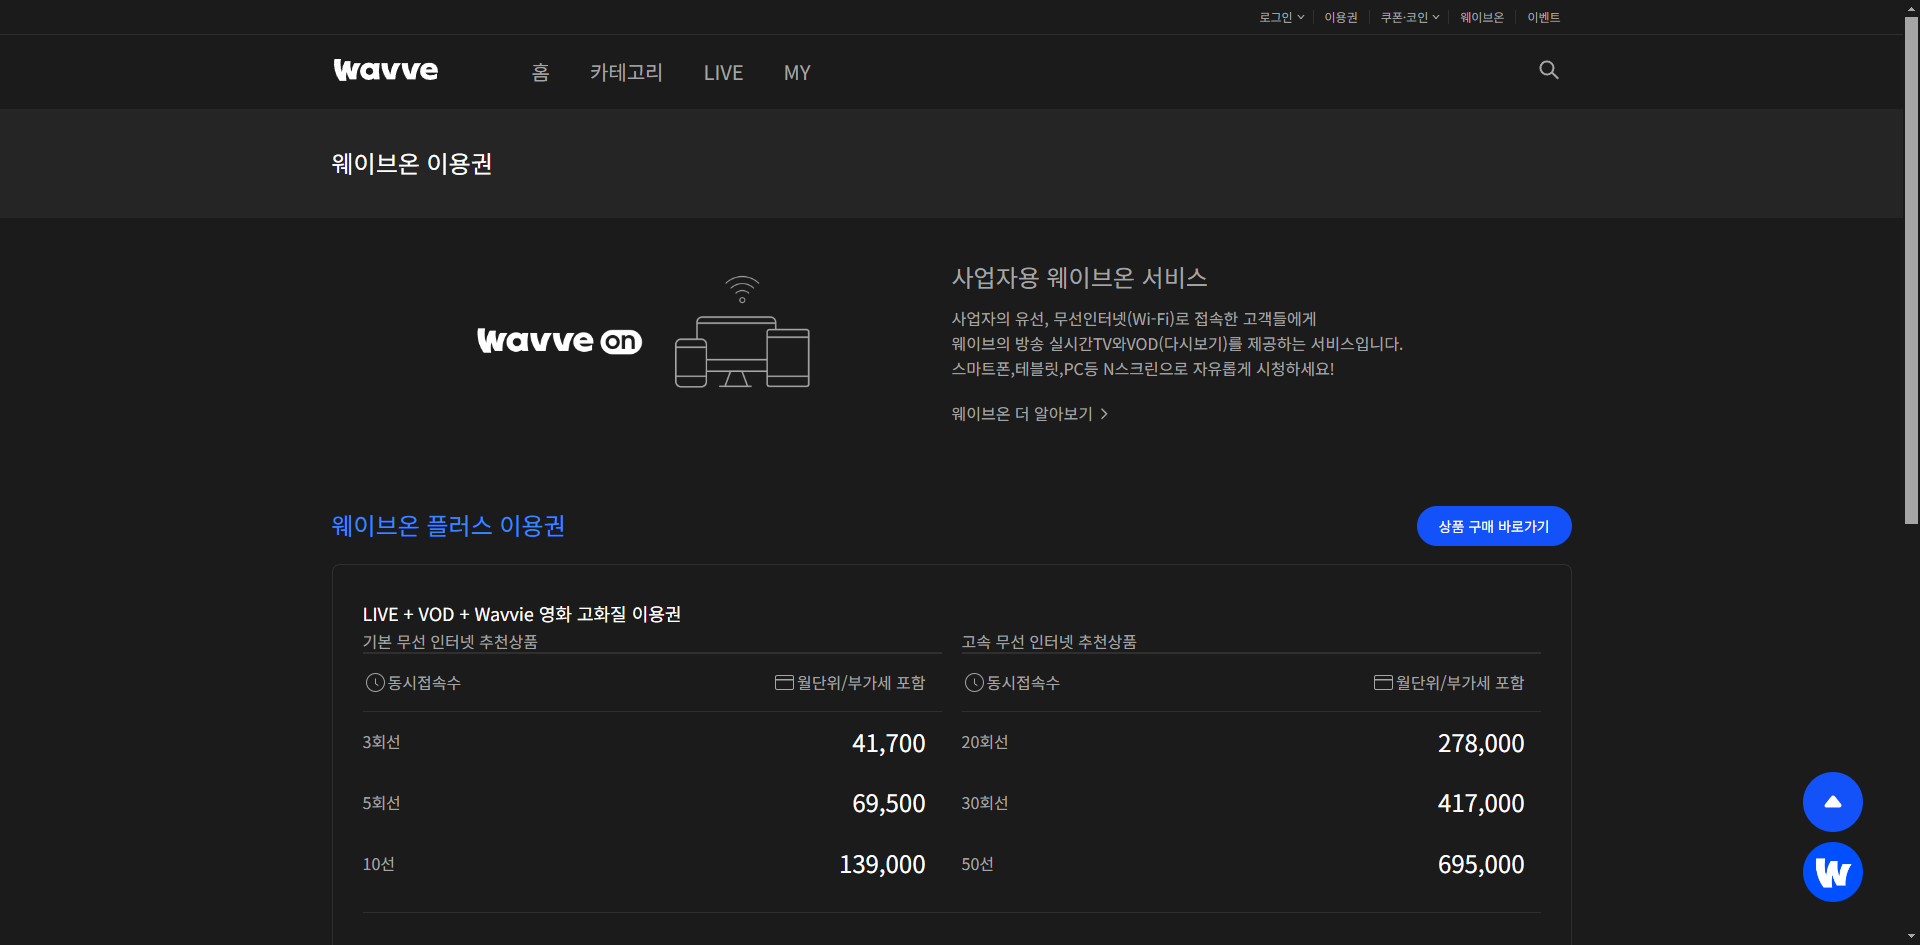 로그인
이용권
쿠폰·코인
웨이브온
이벤트
wavve
홈
카테고리
LIVE
MY
웨이브온 이용권
wavve on
사업자용 웨이브온 서비스
사업자의 유선, 무선인터넷(Wi-Fi)로 접속한 고객들에게
웨이브의 방송 실시간TV와VOD(다시보기)를 제공하는 서비스입니다.
스마트폰,테블릿,PC등 N스크린으로 자유롭게 시청하세요!
웨이브온 더 알아보기
웨이브온 플러스 이용권
상품 구매 바로가기
LIVE + VOD + Wavvie 영화 고화질 이용권
기본 무선 인터넷 추천상품
동시접속수
월단위/부가세 포함
3회선
41,700
5회선
69,500
10선
139,000
고속 무선 인터넷 추천상품
동시접속수
월단위/부가세 포함
20회선
278,000
30회선
417,000
50선
695,000
W